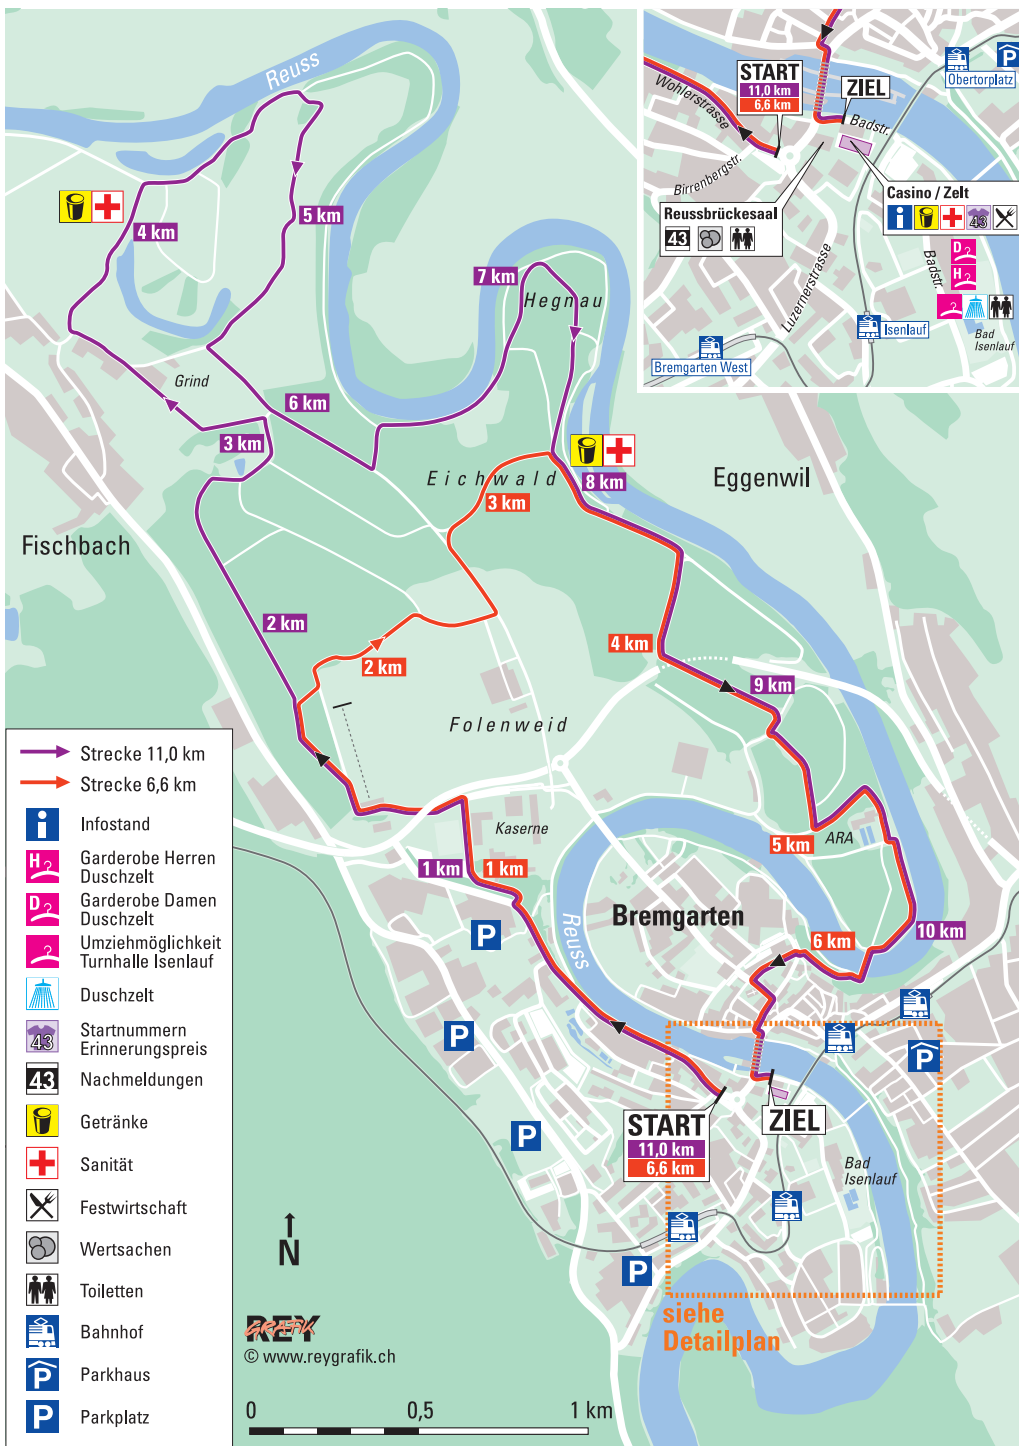 Reuss
4 km
5 km
7 km
Hegnau
Grind
6 km
3 km
Eichwald
8 km
3 km
Eggenwil
Fischbach
2 km
2 km
4 km
9 km
Folenweid
Kaserne
5 km
ARA
1 km
1 km
Reuss
Bremgarten
6 km
10 km
P
P
P
P
P
START
11,0 km
6,6 km
ZIEL
Bad
Isenlauf
siehe
Detailplan
START
11,0 km
6,6 km
ZIEL
Obertorplatz
P
Wohlerstrasse
Badstr.
Birrenbergstr.
Reussbrückesaal
43
Casino / Zelt
i
43
Luzernerstrasse
Badstr.
D
H
Isenlauf
Bad
Isenlauf
Bremgarten West
Strecke 11,0 km
Strecke 6,6 km
i Infostand
H Garderobe Herren
Duschzelt
D Garderobe Damen
Duschzelt
Umziehmöglichkeit
Turnhalle Isenlauf
Duschzelt
43 Startnummern
Erinnerungspreis
43 Nachmeldungen
Getränke
Sanität
Festwirtschaft
Wertsachen
Toiletten
Bahnhof
P Parkhaus
P Parkplatz
N
REY
GRAFIK
© www.reygrafik.ch
0 0,5 1 km